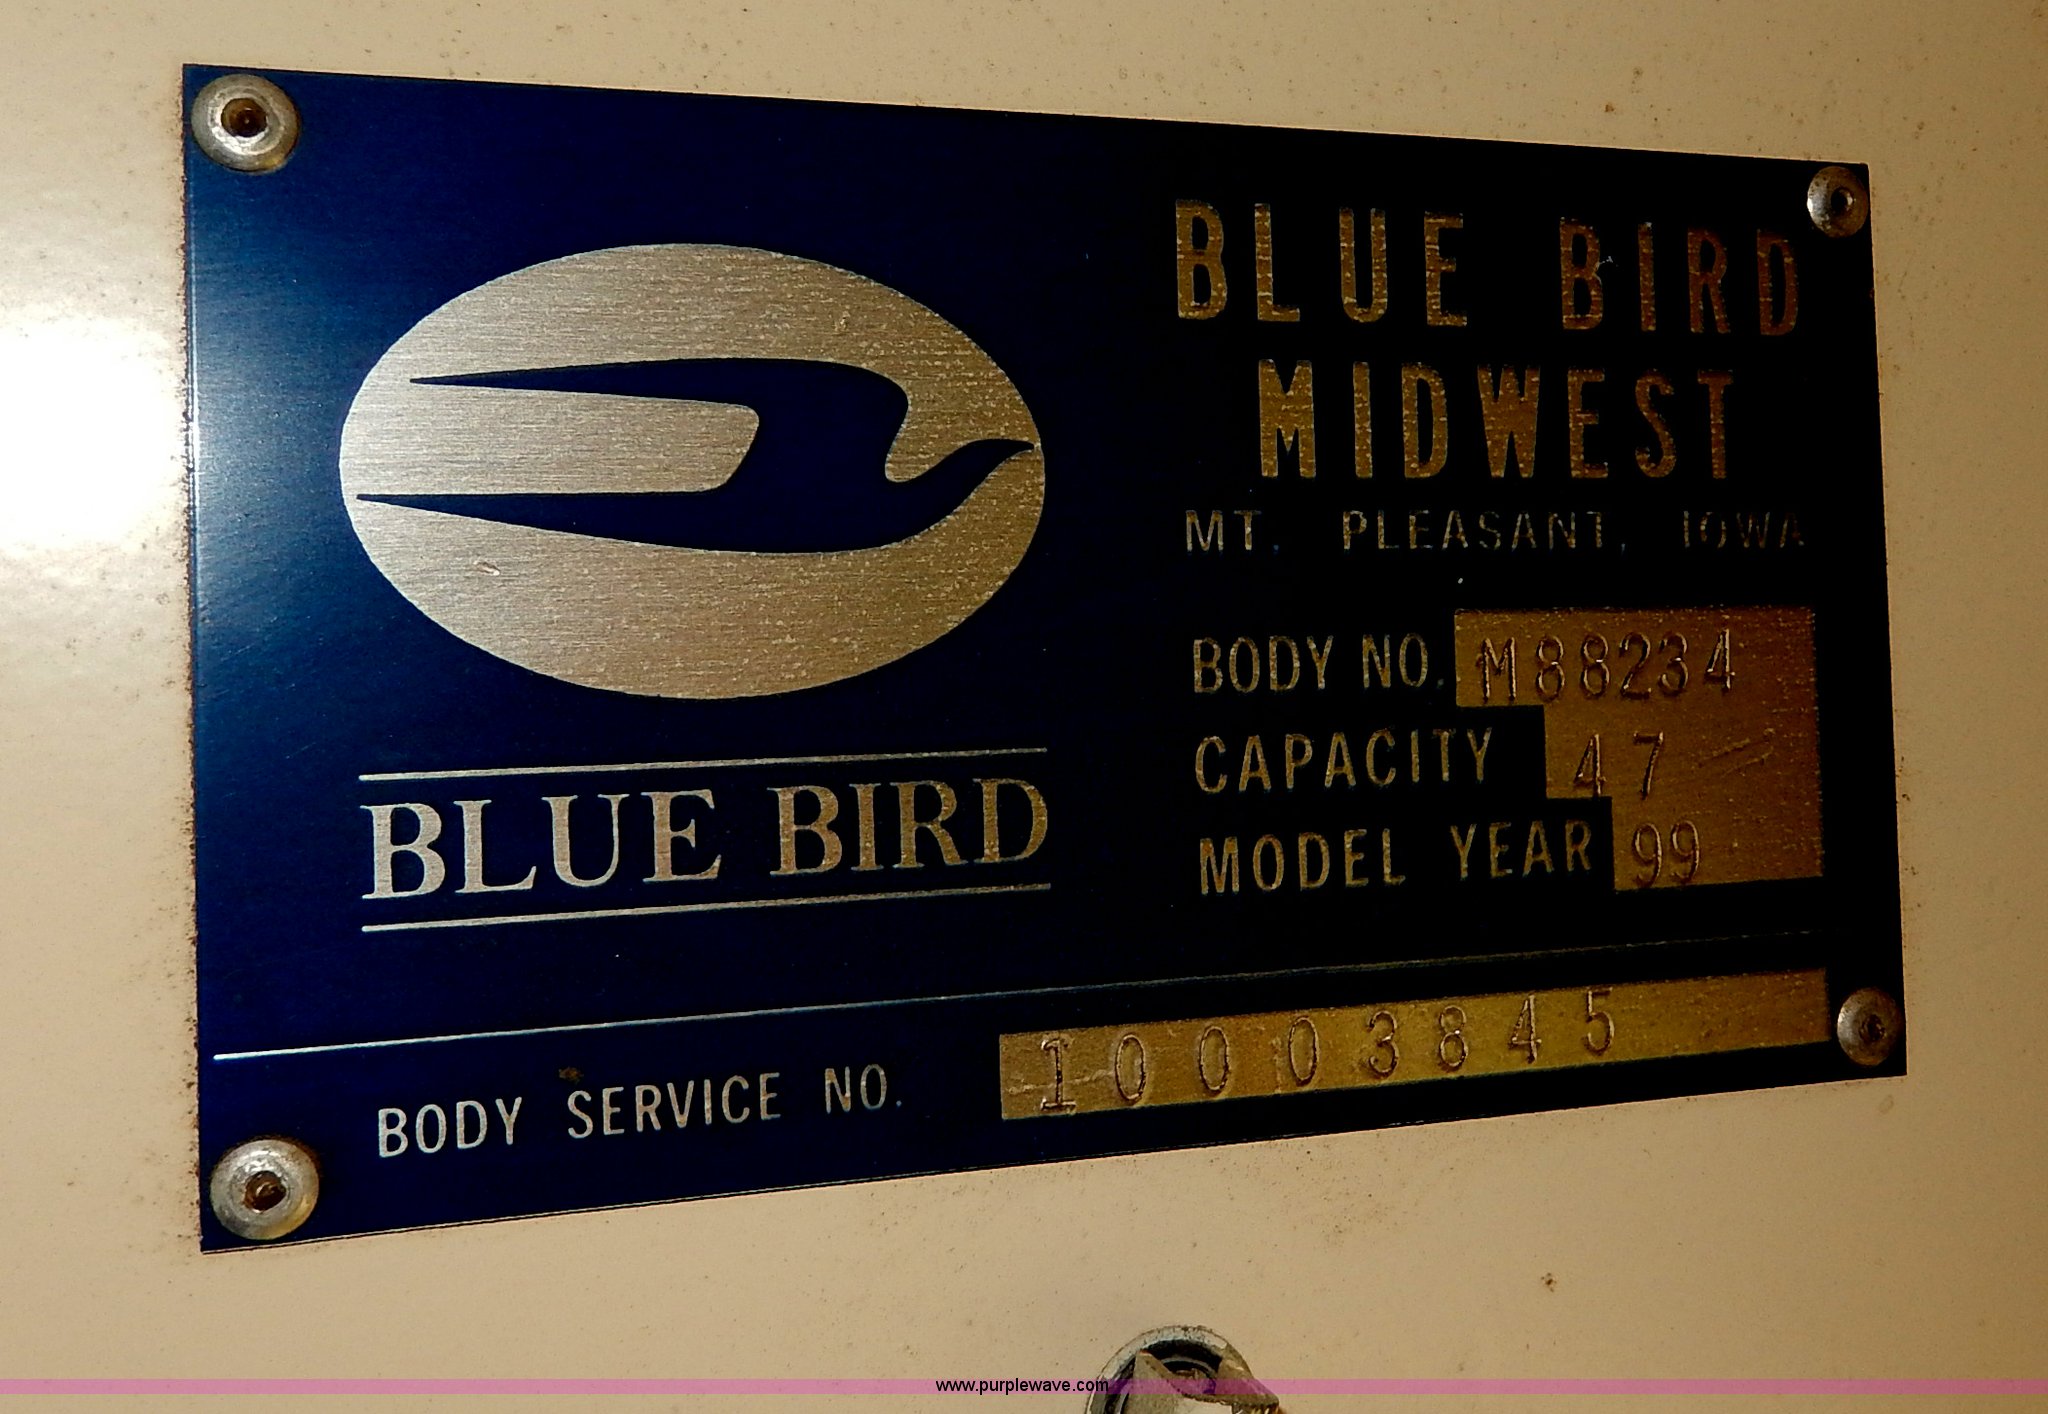 BLUE BIRD
MIDWEST
MT. PLEASANT, IOWA
BODY NO. M88234
CAPACITY 47
MODEL YEAR 99
BLUE BIRD
BODY SERVICE NO. 10003845
www.purplewave.com